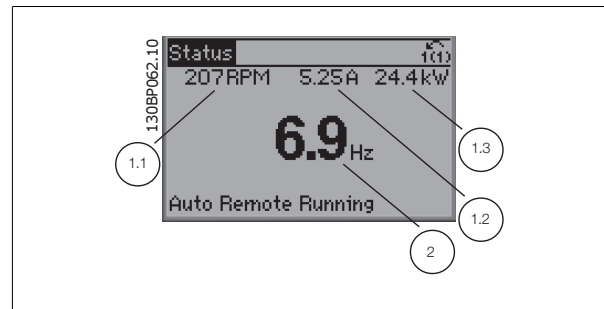 130BP062.10
Status
1(1)
207RPM 5.25A 24.4kW
6.9Hz
Auto Remote Running
1.1
1.3
1.2
2